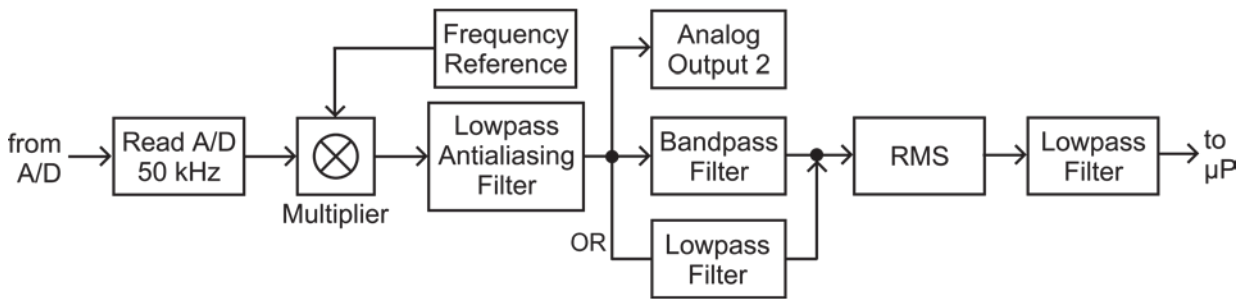 Frequency
Reference
Analog
Output 2
from
A/D
Read A/D
50 kHz
Multiplier
Lowpass
Antialiasing
Filter
Bandpass
Filter
OR
Lowpass
Filter
RMS
Lowpass
Filter
to
µP